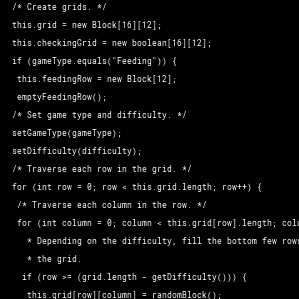 /* Create grids. */
this.grid = new Block[16][12];
this.checkingGrid = new boolean[16][12];
if (gameType.equals("Feeding")) {
this.feedingRow = new Block[12];
emptyFeedingRow();
/* Set game type and difficulty. */
setGameType(gameType);
setDifficulty(difficulty);
/* Traverse each row in the grid. */
for (int row = 0; row < this.grid.length; row++) {
/* Traverse each column in the row. */
for (int column = 0; column < this.grid[row].length; colu
* Depending on the difficulty, fill the bottom few rows
* the grid.
if (row >= (grid.length - getDifficulty())) {
this.grid[row][column] = randomBlock();